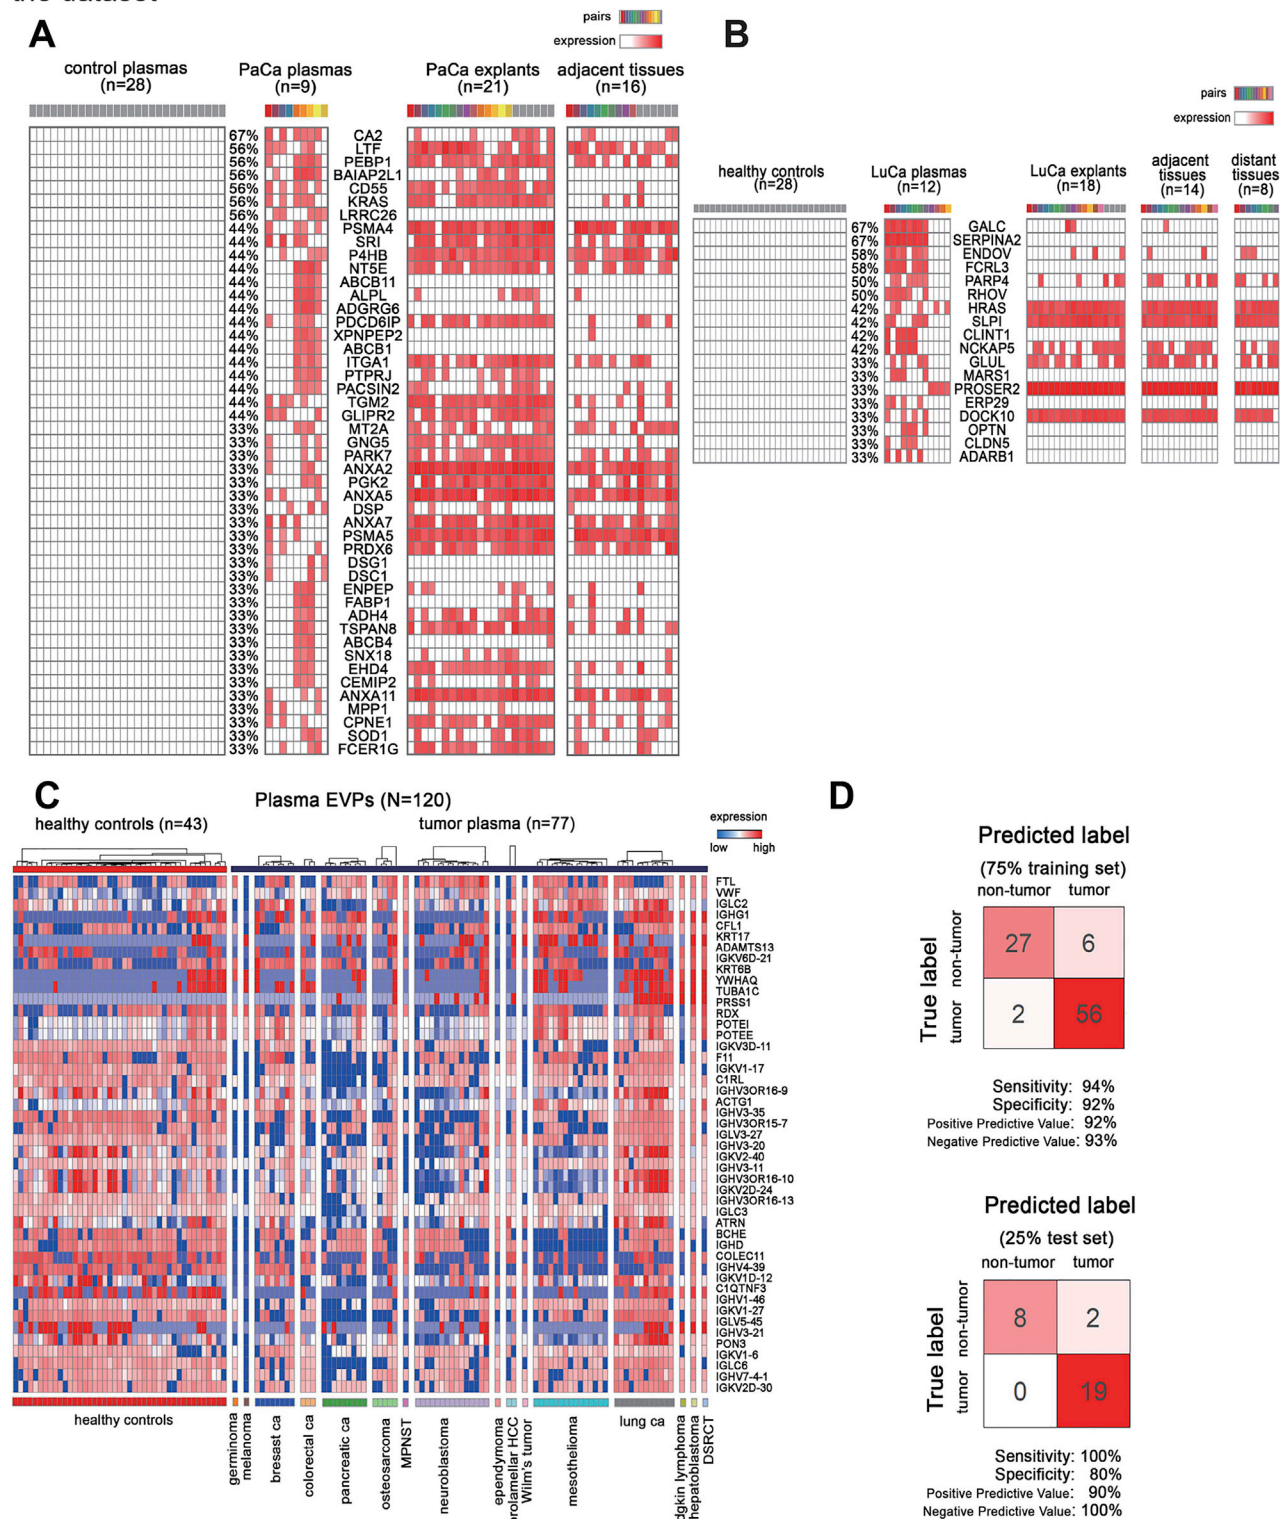 the dataset
A
pairs
expression
control plasmas
(n=28)
PaCa plasmas
(n=9)
PaCa explants
(n=21)
adjacent tissues
(n=16)
67% CA2
56% LTF
56% PEBP1
56% BAIAP2L1
56% CD55
56% KRAS
56% LRRC26
44% PSMA4
44% SRI
44% P4HB
44% NT5E
44% ABCB11
44% ALPL
44% ADGRG6
44% PDCD6IP
44% XPNPEP2
44% ABCB1
44% ITGA1
44% PTPRJ
44% PACSIN2
44% TGM2
44% GLIPR2
33% MT2A
33% GNG5
33% PARK7
33% ANXA2
33% PGK2
33% ANXA5
33% DSP
33% ANXA7
33% PSMA5
33% PRDX6
33% DSG1
33% DSC1
33% ENPEP
33% FABP1
33% ADH4
33% TSPAN8
33% ABCB4
33% SNX18
33% EHD4
33% CEMIP2
33% ANXA11
33% MPP1
33% CPNE1
33% SOD1
33% FCER1G
B
pairs
expression
healthy controls
(n=28)
LuCa plasmas
(n=12)
LuCa explants
(n=18)
adjacent
tissues
(n=14)
distant
tissues
(n=8)
67% GALC
67% SERPINA2
58% ENDOV
58% FCRL3
50% PARP4
50% RHOV
42% HRAS
42% SLPI
42% CLINT1
42% NCKAP5
33% GLUL
33% MARS1
33% PROSER2
33% ERP29
33% DOCK10
33% OPTN
33% CLDN5
33% ADARB1
C
Plasma EVPs (N=120)
healthy controls (n=43)
tumor plasma (n=77)
expression
low high
FTL
VWF
IGLC2
IGHG1
CFL1
KRT17
ADAMTS13
IGKV6D-21
KRT6B
YWHAQ
TUBA1C
PRSS1
RDX
POTEI
POTEE
IGKV3D-11
F11
IGKV1-17
C1RL
IGHV3OR16-9
ACTG1
IGHV3-35
IGHV3OR15-7
IGLV3-27
IGHV3-20
IGKV2-40
IGHV3-11
IGHV3OR16-10
IGKV2D-24
IGHV3OR16-13
IGLC3
ATRN
BCHE
IGHD
COLEC11
IGHV4-39
IGKV1D-12
C1QTNF3
IGHV1-46
IGKV1-27
IGLV5-45
IGHV3-21
PON3
IGKV1-6
IGLC6
IGHV7-4-1
IGKV2D-30
healthy controls
germinoma
melanoma
breast ca
colorectal ca
pancreatic ca
osteosarcoma
MPNST
neuroblastoma
ependymoma
rolamellar HCC
Wilm's tumor
mesothelioma
lung ca
dgkin lymphoma
hepatoblastoma
DSRCT
D
Predicted label
(75% training set)
non-tumor tumor
True label
non-tumor
tumor
27 6
2 56
Sensitivity: 94%
Specificity: 92%
Positive Predictive Value: 92%
Negative Predictive Value: 93%
Predicted label
(25% test set)
non-tumor tumor
True label
non-tumor
tumor
8 2
0 19
Sensitivity: 100%
Specificity: 80%
Positive Predictive Value: 90%
Negative Predictive Value: 100%